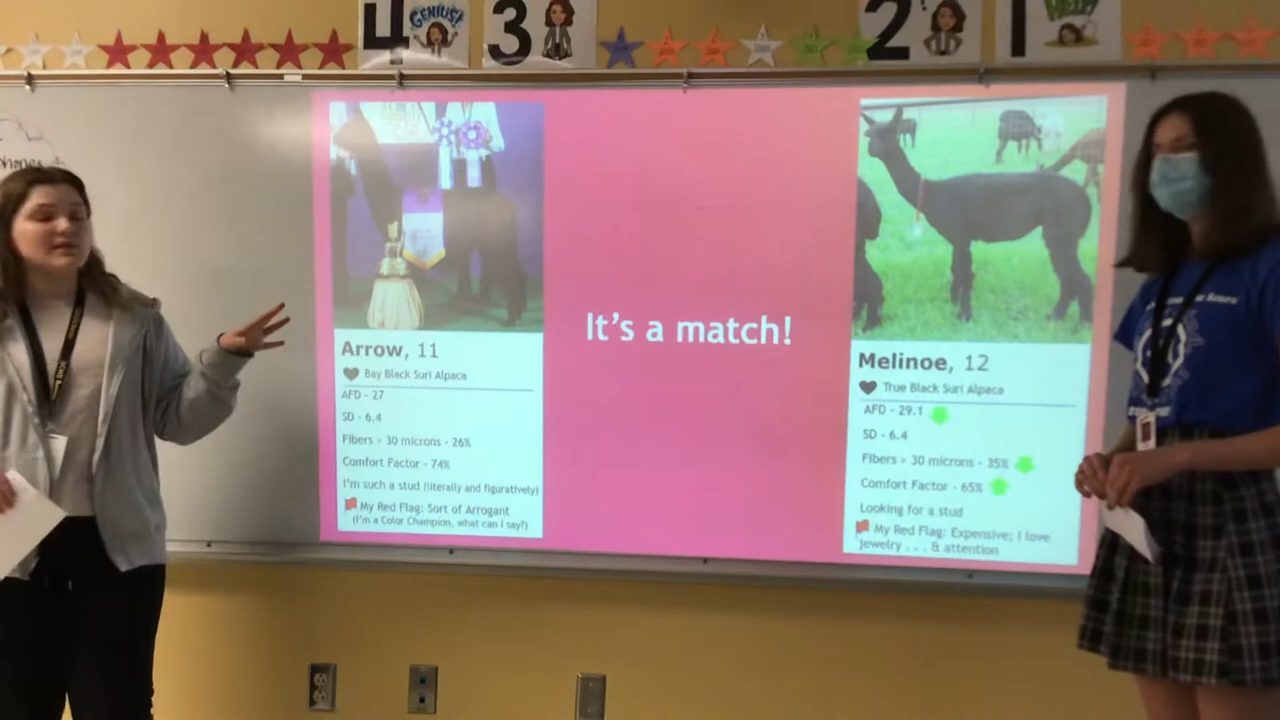 4
GENIUS!
3
2
1
phones
It's a match!
Arrow, 11
Bay Black Suri Alpaca
AFD - 27
SD - 6.4
Fibers > 30 microns - 26%
Comfort Factor - 74%
I'm such a stud (literally and figuratively)
My Red Flag: Sort of Arrogant
(I'm a Color Champion, what can I say?)
Melinoe, 12
True Black Suri Alpaca
AFD - 29.1
SD - 6.4
Fibers > 30 microns - 35%
Comfort Factor - 65%
Looking for a stud
My Red Flag: Expensive; I love
jewelry . . . & attention